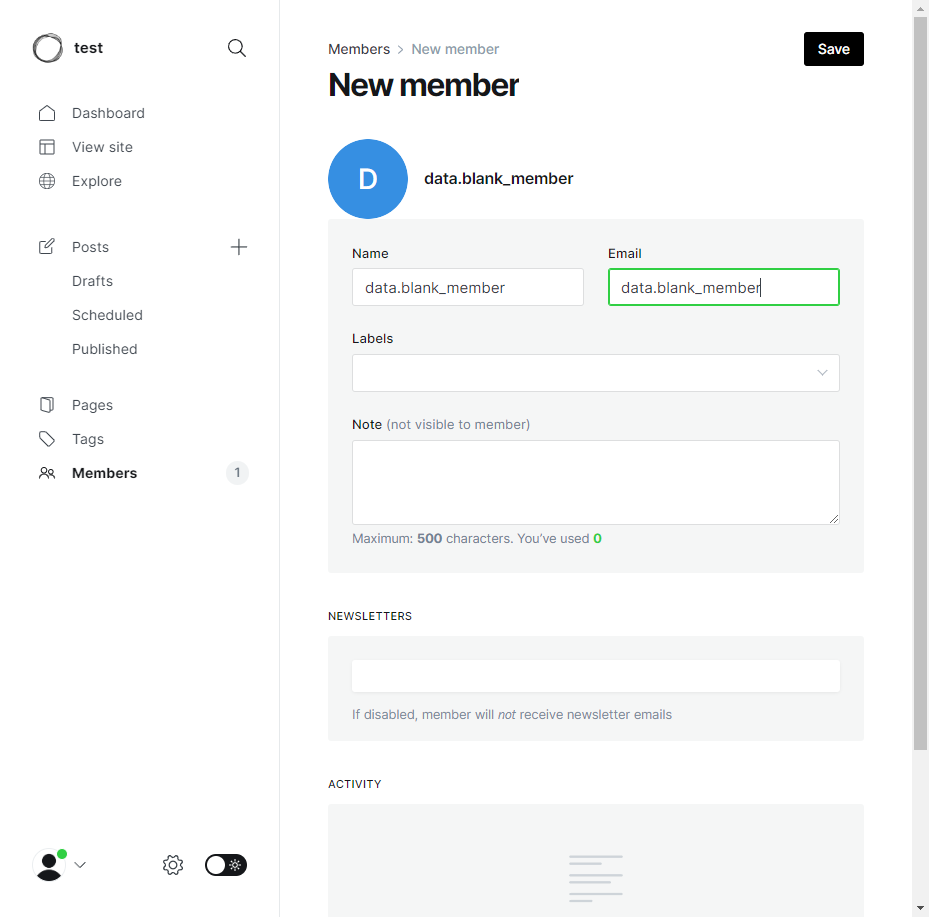 test
Dashboard
View site
Explore
Posts
Drafts
Scheduled
Published
Pages
Tags
Members
1
Members > New member
Save
New member
D
data.blank_member
Name
Email
data.blank_member
data.blank_member
Labels
Note (not visible to member)
Maximum: 500 characters. You’ve used 0
NEWSLETTERS
If disabled, member will not receive newsletter emails
ACTIVITY